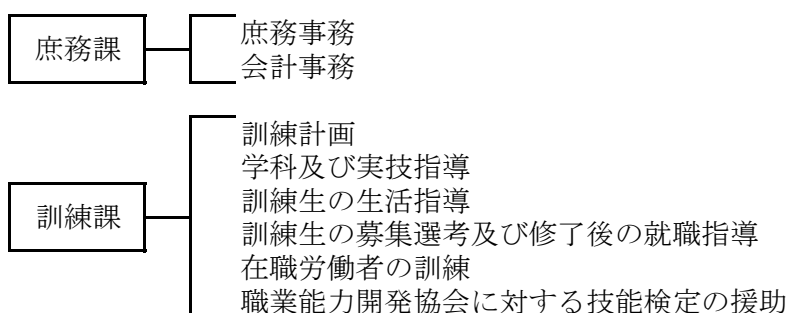 庶務課
庶務事務
会計事務
訓練課
訓練計画
学科及び実技指導
訓練生の生活指導
訓練生の募集選考及び修了後の就職指導
在職労働者の訓練
職業能力開発協会に対する技能検定の援助